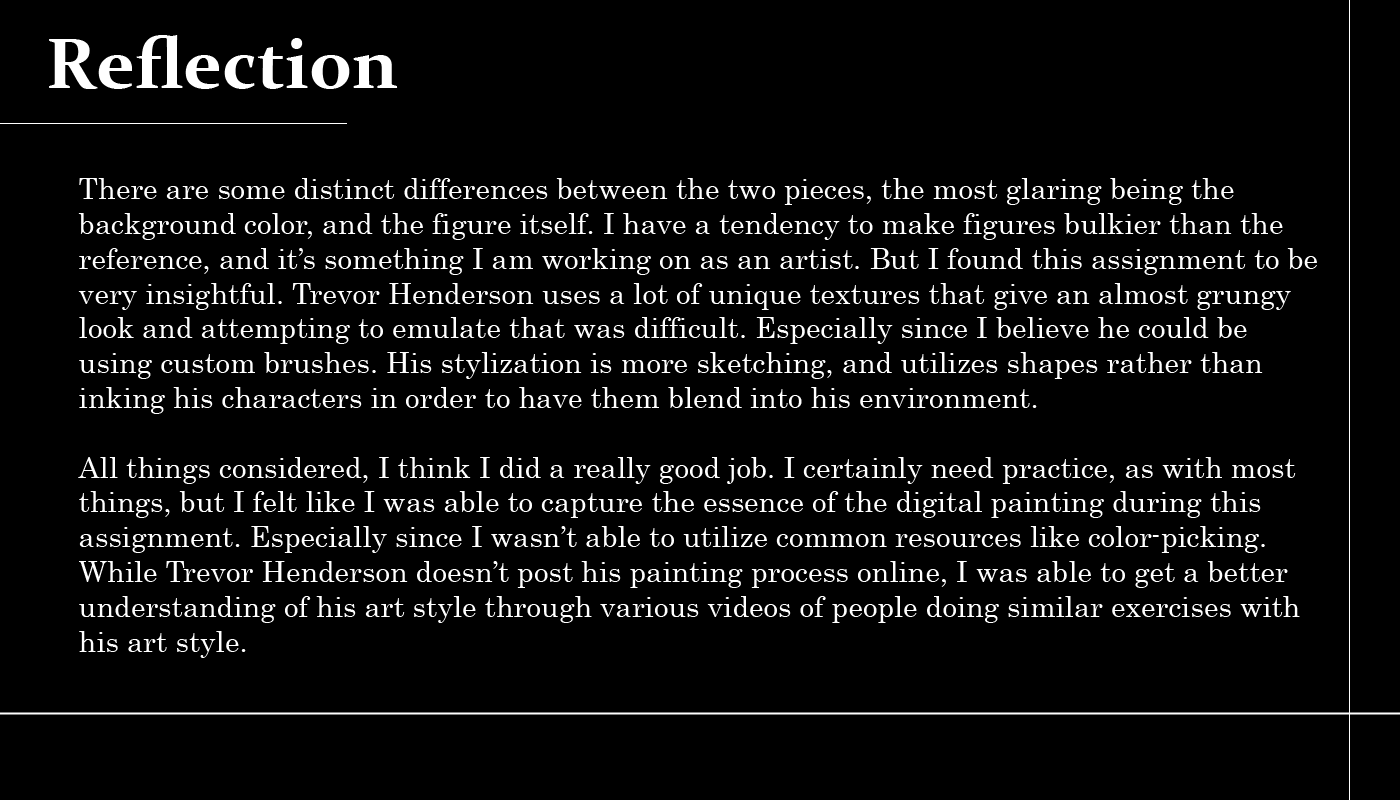 Reflection
There are some distinct differences between the two pieces, the most glaring being the
background color, and the figure itself. I have a tendency to make figures bulkier than the
reference, and it’s something I am working on as an artist. But I found this assignment to be
very insightful. Trevor Henderson uses a lot of unique textures that give an almost grungy
look and attempting to emulate that was difficult. Especially since I believe he could be
using custom brushes. His stylization is more sketching, and utilizes shapes rather than
inking his characters in order to have them blend into his environment.
All things considered, I think I did a really good job. I certainly need practice, as with most
things, but I felt like I was able to capture the essence of the digital painting during this
assignment. Especially since I wasn’t able to utilize common resources like color-picking.
While Trevor Henderson doesn’t post his painting process online, I was able to get a better
understanding of his art style through various videos of people doing similar exercises with
his art style.